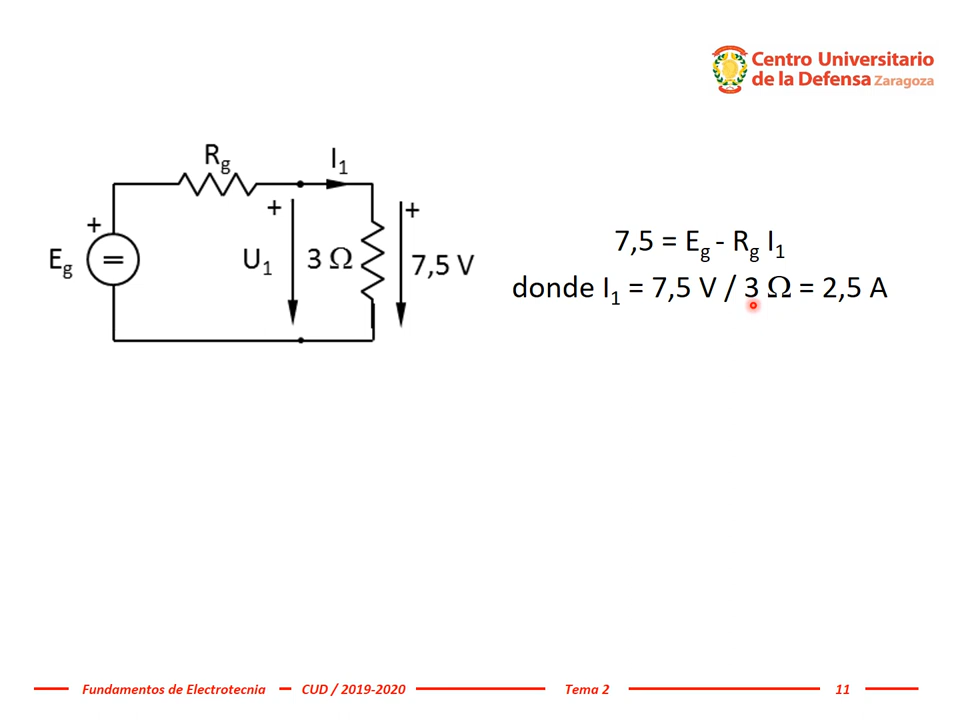 Centro Universitario
de la Defensa Zaragoza
Rg
I1
+
+
+
Eg
=
U1
3 Ω
7,5 V
7,5 = Eg - Rg I1
donde I1 = 7,5 V / 3 Ω = 2,5 A
Fundamentos de Electrotecnia
CUD / 2019-2020
Tema 2
11